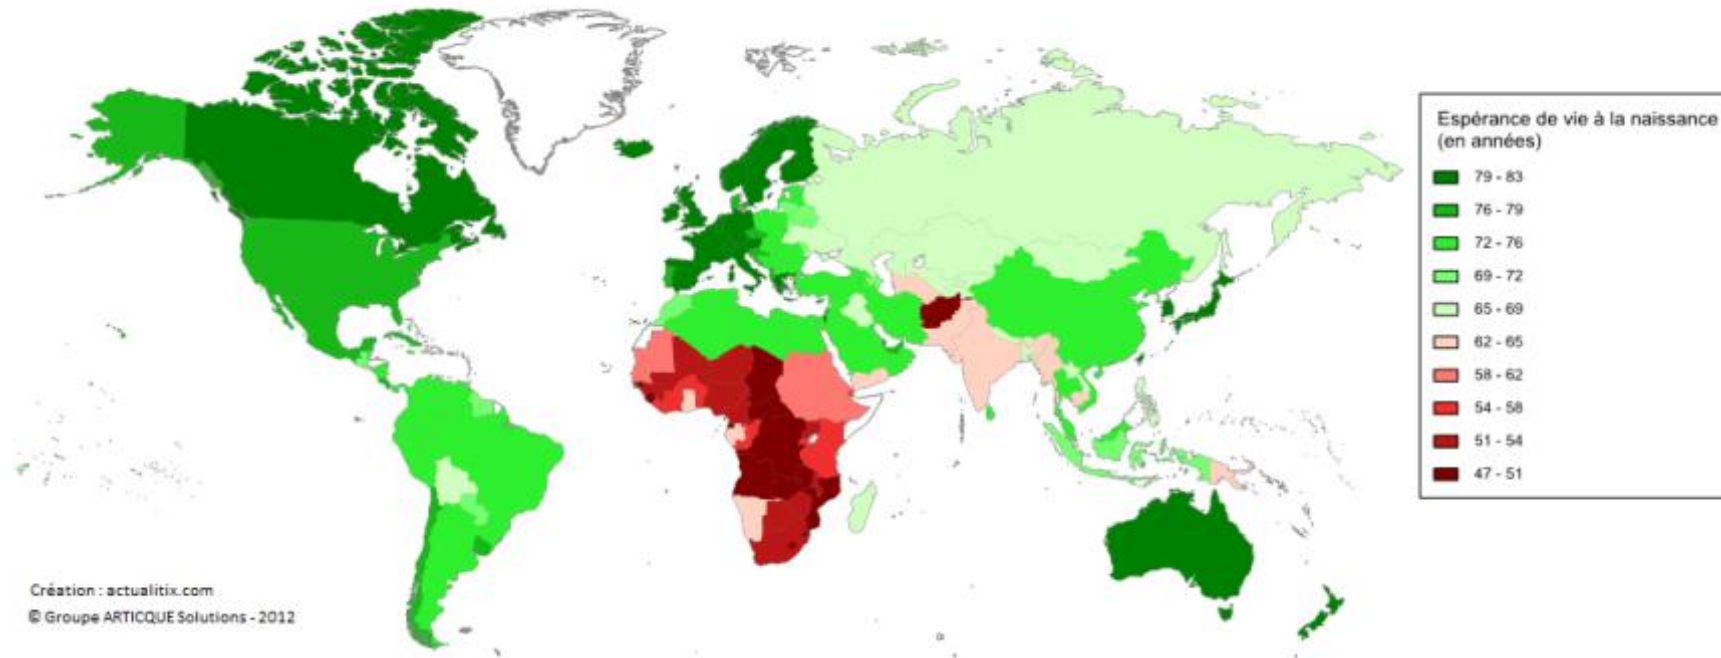 Espérance de vie à la naissance
(en années)
79 - 83
76 - 79
72 - 76
69 - 72
65 - 69
62 - 65
58 - 62
54 - 58
51 - 54
47 - 51
Création : actualitix.com
© Groupe ARTICQUE Solutions - 2012